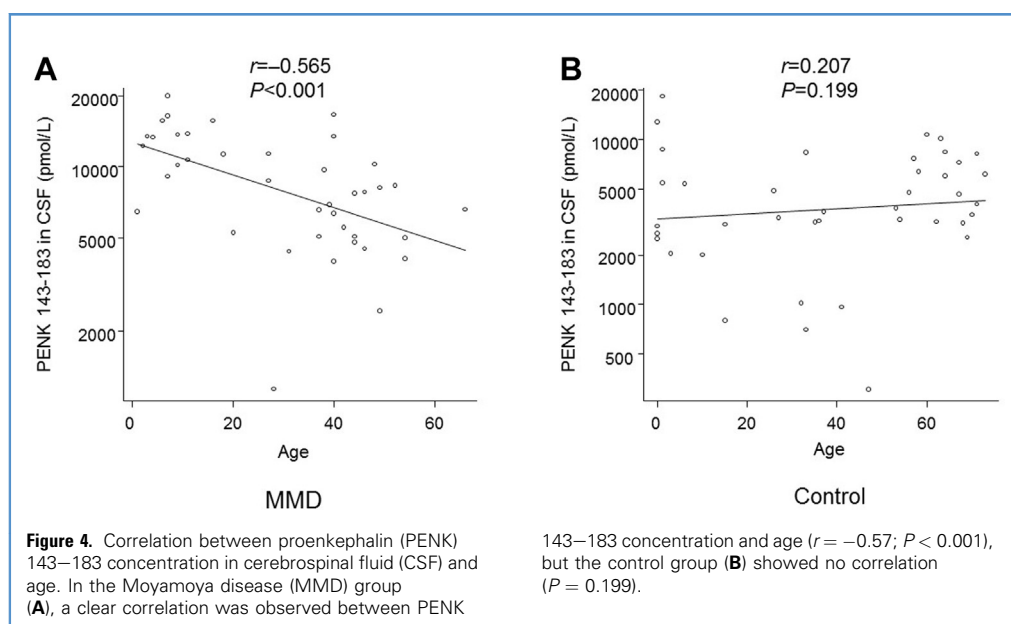 A
r=–0.565
P<0.001
PENK 143-183 in CSF (pmol/L)
20000
10000
5000
2000
0 20 40 60
Age
MMD
B
r=0.207
P=0.199
PENK 143-183 in CSF (pmol/L)
20000
10000
5000
2000
1000
500
0 20 40 60
Age
Control
Figure 4. Correlation between proenkephalin (PENK)
143–183 concentration in cerebrospinal fluid (CSF) and
age. In the Moyamoya disease (MMD) group
(A), a clear correlation was observed between PENK
143–183 concentration and age (r = –0.57; P < 0.001),
but the control group (B) showed no correlation
(P = 0.199).